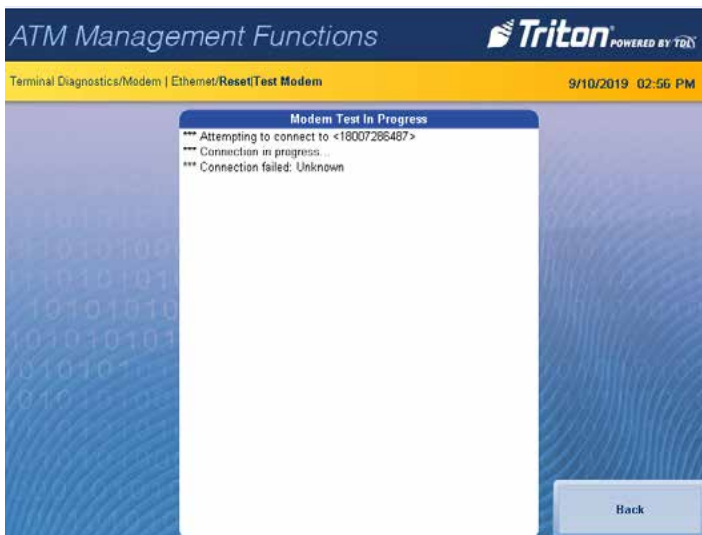 ATM Management Functions
Triton POWERED BY TDL
Terminal Diagnostics/Modem | Ethernet/Reset|Test Modem
9/10/2019 02:56 PM
Modem Test In Progress
*** Attempting to connect to <18007286487>
*** Connection in progress...
*** Connection failed: Unknown
Back